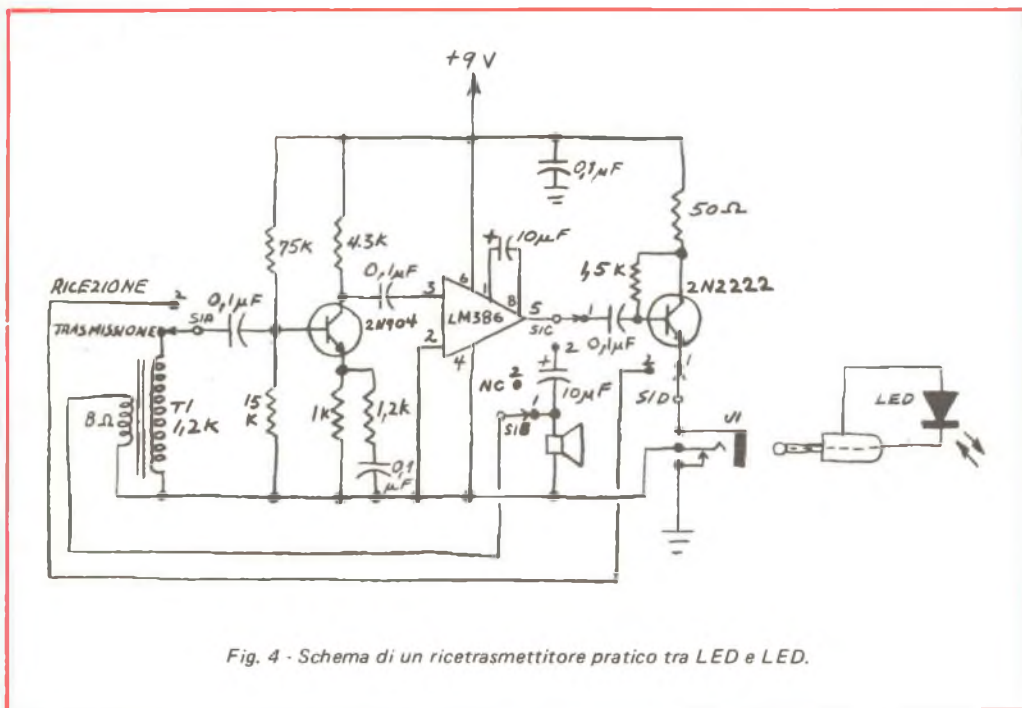 +9 V
0,1µF
50Ω
75K
4.3K
10µF
+
1,5K
2N2222
RICEZIONE
2
0,1µF
0,1µF
3
6
1
8
5
1
TRASMISSIONE
S1A
2N904
LM386
S1C
0,1µF
2
4
2
+
2
1
NC
2
10µF
S1D
LED
8Ω
T1
1,2K
15
K
1K
1,2K
1
S1B
J1
0,1
µF
Fig. 4 - Schema di un ricetrasmettitore pratico tra LED e LED.